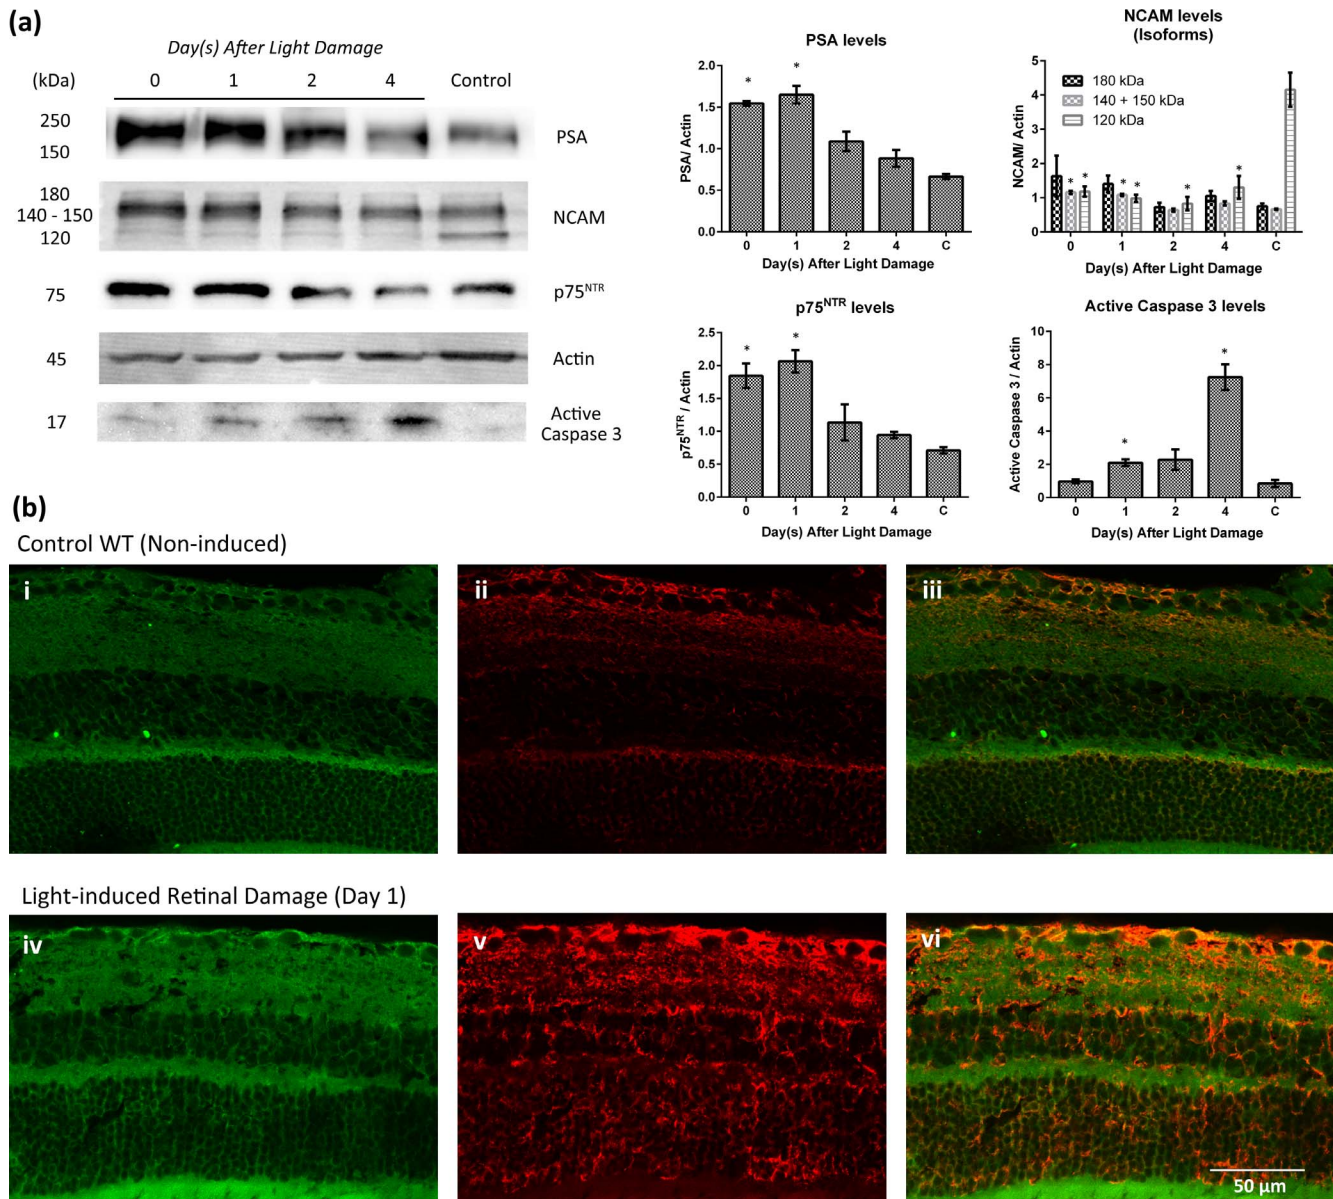 (a)
Day(s) After Light Damage
(kDa) 0 1 2 4 Control
250
150
PSA
180
140 - 150
120
NCAM
75
p75NTR
45
Actin
17
Active
Caspase 3
PSA levels
2.0
1.5
1.0
0.5
0.0
PSA/ Actin
* *
0 1 2 4 C
Day(s) After Light Damage
NCAM levels
(Isoforms)
5
4
3
2
1
0
NCAM/ Actin
180 kDa
140 + 150 kDa
120 kDa
* * * * * *
0 1 2 4 C
Day(s) After Light Damage
p75NTR levels
2.5
2.0
1.5
1.0
0.5
0.0
p75NTR / Actin
* *
0 1 2 4 C
Day(s) After Light Damage
Active Caspase 3 levels
10
8
6
4
2
0
Active Caspase 3 / Actin
* *
0 1 2 4 C
Day(s) After Light Damage
(b)
Control WT (Non-induced)
i ii iii
Light-induced Retinal Damage (Day 1)
iv v vi
50 µm